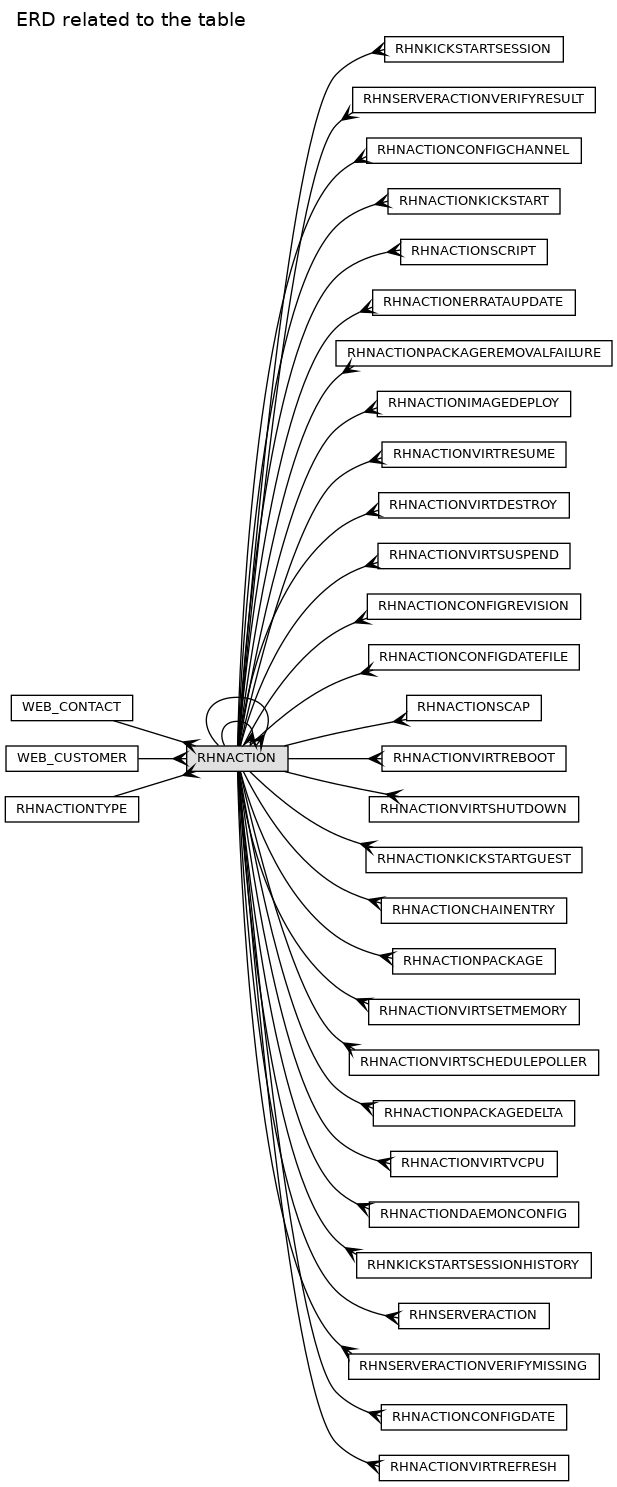 ERD related to the table
RHNKICKSTARTSESSION
RHNSERVERACTIONVERIFYRESULT
RHNACTIONCONFIGCHANNEL
RHNACTIONKICKSTART
RHNACTIONSCRIPT
RHNACTIONERRATAUPDATE
RHNACTIONPACKAGEREMOVALFAILURE
RHNACTIONIMAGEDEPLOY
RHNACTIONVIRTRESUME
RHNACTIONVIRTDESTROY
RHNACTIONVIRTSUSPEND
RHNACTIONCONFIGREVISION
RHNACTIONCONFIGDATEFILE
WEB_CONTACT
RHNACTIONSCAP
WEB_CUSTOMER
RHNACTION
RHNACTIONVIRTREBOOT
RHNACTIONTYPE
RHNACTIONVIRTSHUTDOWN
RHNACTIONKICKSTARTGUEST
RHNACTIONCHAINENTRY
RHNACTIONPACKAGE
RHNACTIONVIRTSETMEMORY
RHNACTIONVIRTSCHEDULEPOLLER
RHNACTIONPACKAGEDELTA
RHNACTIONVIRTVCPU
RHNACTIONDAEMONCONFIG
RHNKICKSTARTSESSIONHISTORY
RHNSERVERACTION
RHNSERVERACTIONVERIFYMISSING
RHNACTIONCONFIGDATE
RHNACTIONVIRTREFRESH